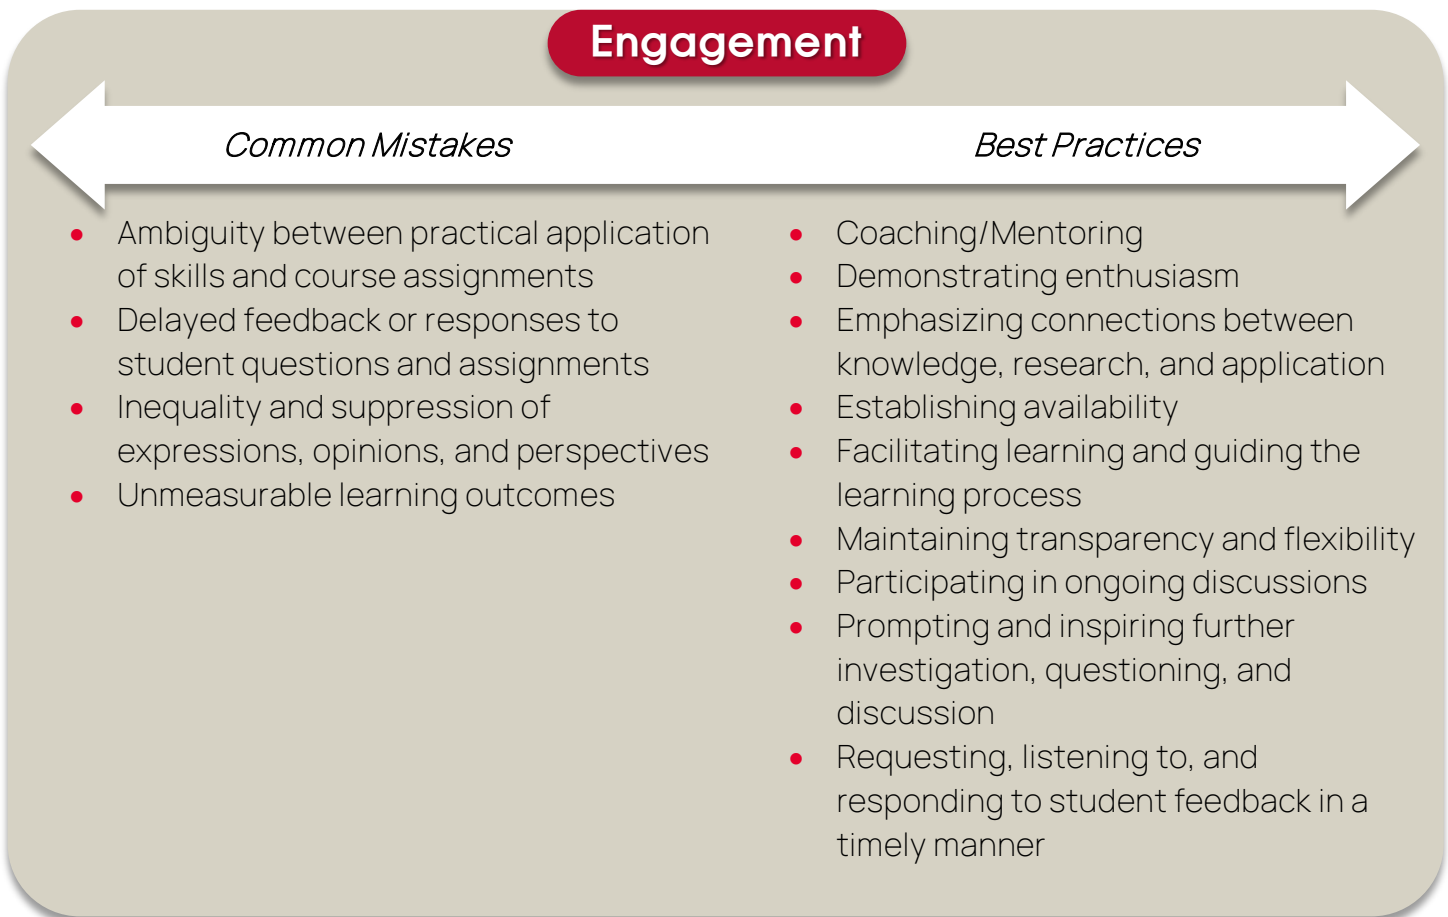 Engagement
Common Mistakes
Best Practices
• Ambiguity between practical application
of skills and course assignments
• Delayed feedback or responses to
student questions and assignments
• Inequality and suppression of
expressions, opinions, and perspectives
• Unmeasurable learning outcomes
• Coaching/Mentoring
• Demonstrating enthusiasm
• Emphasizing connections between
knowledge, research, and application
• Establishing availability
• Facilitating learning and guiding the
learning process
• Maintaining transparency and flexibility
• Participating in ongoing discussions
• Prompting and inspiring further
investigation, questioning, and
discussion
• Requesting, listening to, and
responding to student feedback in a
timely manner